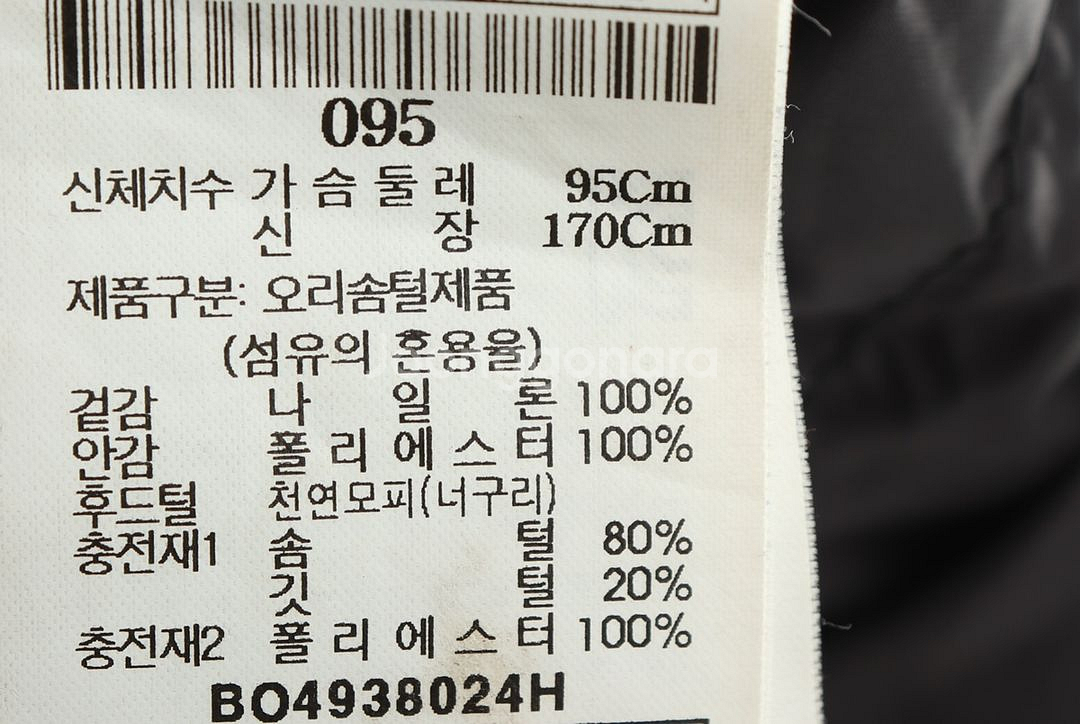 095
신체치수 가 슴 둘 레 95Cm
신 장 170Cm
제품구분: 오리솜털제품
(섬유의 혼용율)
겉감 나 일 론 100%
안감 폴 리 에 스 터 100%
후드털 천연모피(너구리)
충전재1 솜 털 80%
깃 털 20%
충전재2 폴 리 에 스 터 100%
BO4938024H